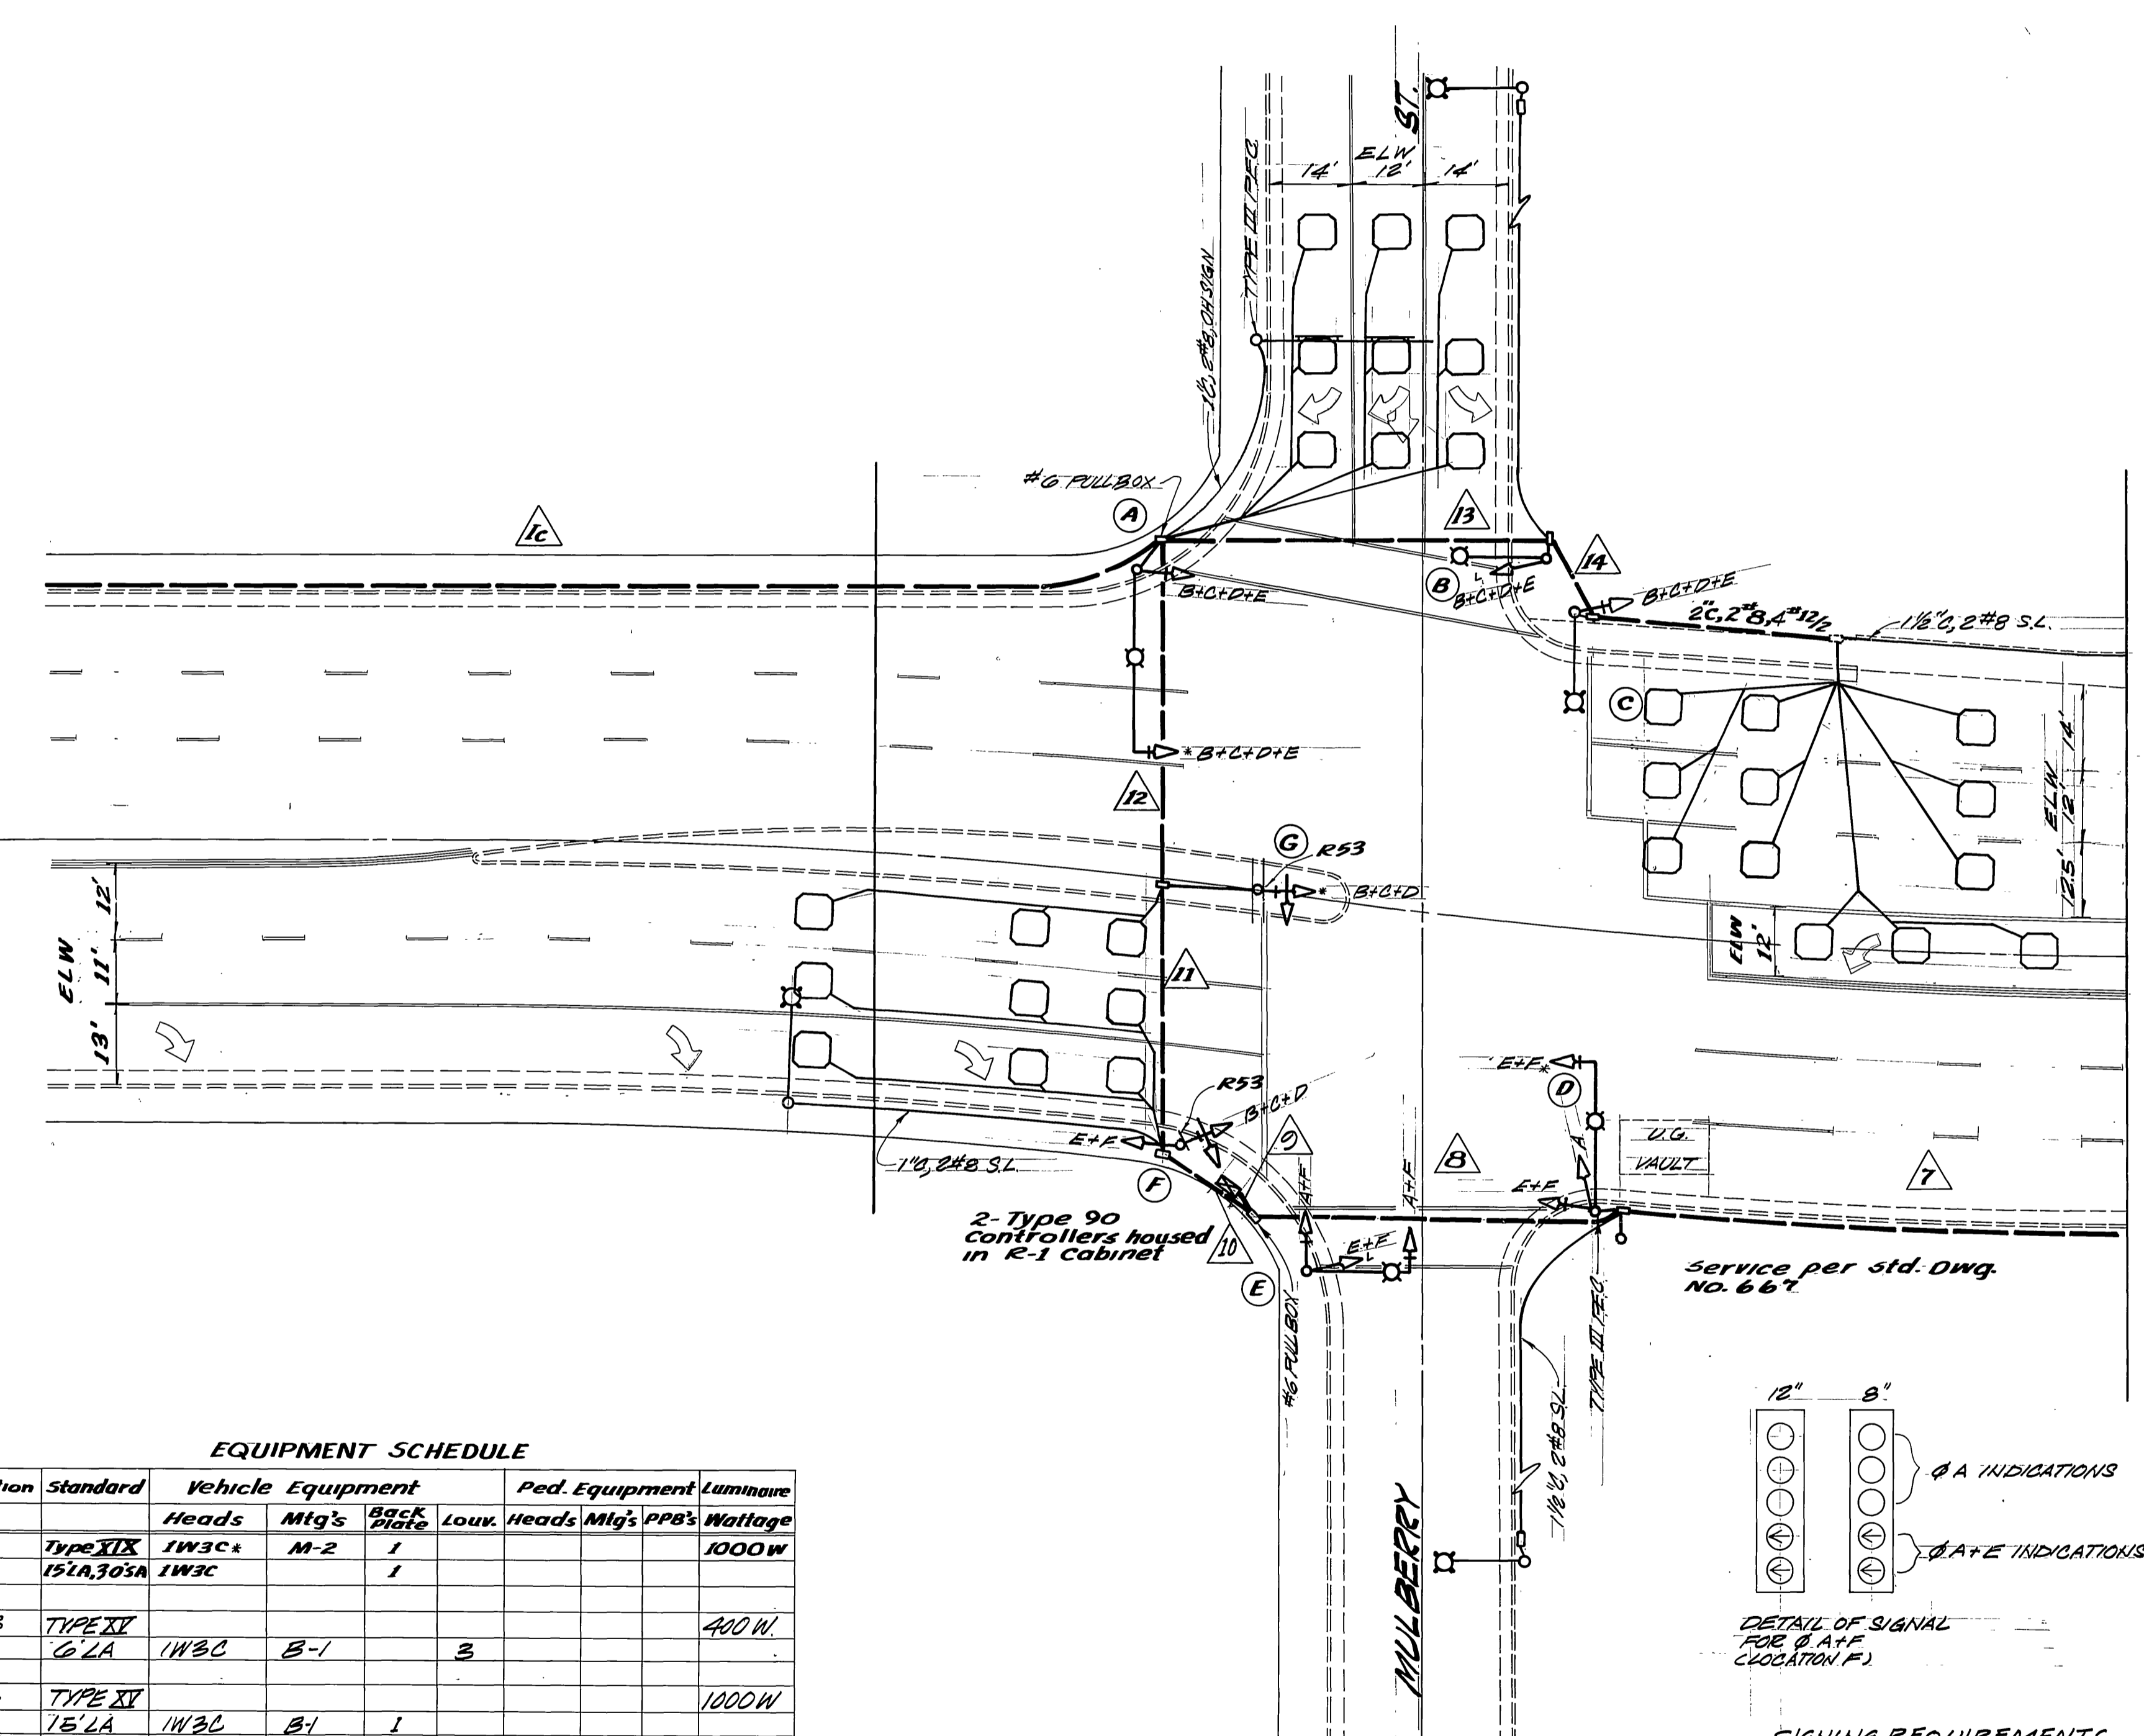 ST.
ELW
14' 12' 14'
TYPE III P.E.C.
1"C, 2#8, OH SIGN
#6 PULLBOX
A
13
1c
14
B
B+C+D+E
B+C+D+E
B+C+D+E
2"C, 2#8, 4#12/2
1½"C, 2#8 S.L.
C
* B+C+D+E
12
14'
ELW
12'
12.5'
G
R53
* B+C+D
12'
ELW
11'
13'
11
ELW
12'
E+F*
D
R53
B+C+D
9
A
U.G.
VAULT
E+F
8
7
1"C, 2#8 S.L.
F
A+F
A+F
E+F
2-Type 90
Controllers housed
in R-1 Cabinet
10
E+F
L
E
Service per Std. Dwg.
No. 667
#6 PULLBOX
TYPE III P.E.C.
1½"C, 2#8 S.L.
MULBERRY
12" 8"
Ø A INDICATIONS
Ø A+E INDICATIONS
DETAIL OF SIGNAL
FOR Ø A+F
(LOCATION F)
EQUIPMENT SCHEDULE
tion Standard Vehicle Equipment Ped. Equipment Luminaire
Heads Mtg's Back Plate Louv. Heads Mtg's PPB's Wattage
Type XIX 1W3C* M-2 1 1000W
15'LA, 30'SA 1W3C 1
TYPE XV 400 W.
6'LA 1W3C B-1 3
TYPE XV 1000W
15'LA 1W3C B-1 1
SIGNING REQUIREMENTS